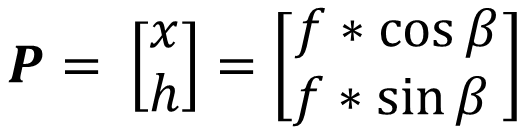 𝑷 = [𝑥 ℎ] = [𝑓 ∗ cos 𝛽 𝑓 ∗ sin 𝛽]